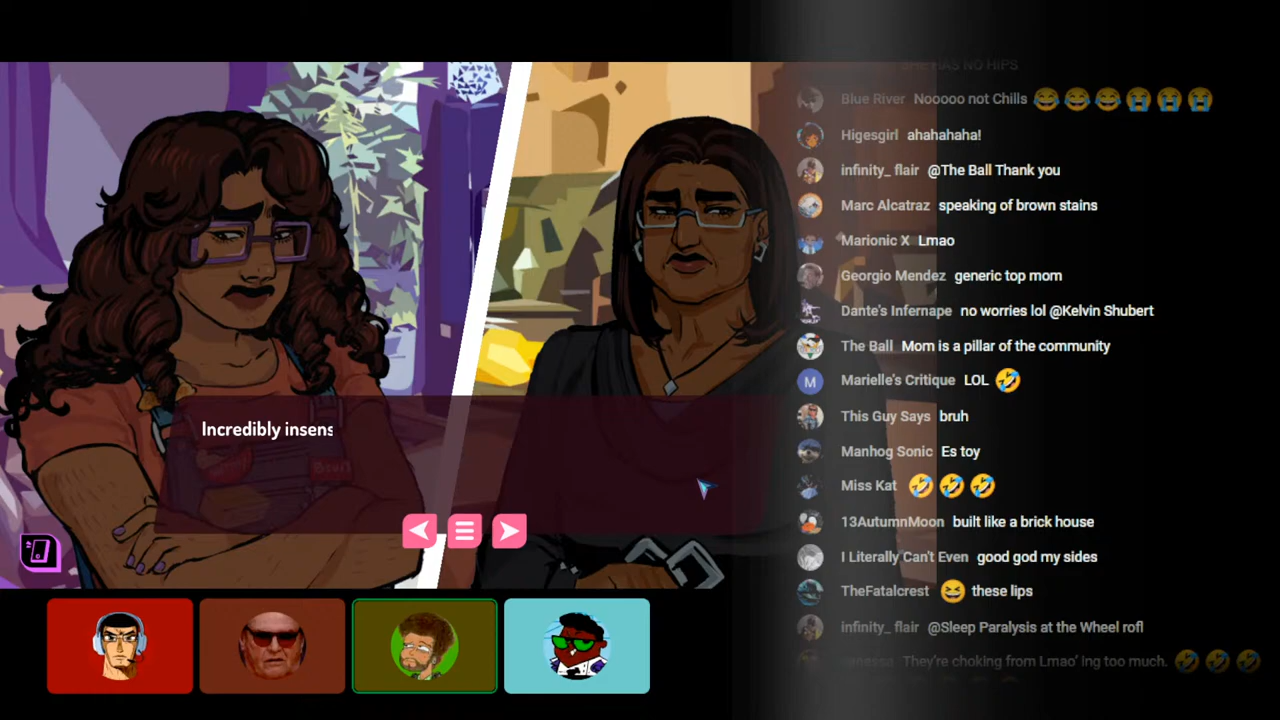 SHE HAS NO HIPS
Blue River Nooooo not Chills 😂😂😂😭😭😭
Higesgirl ahahahaha!
infinity_ flair @The Ball Thank you
Marc Alcatraz speaking of brown stains
Marionic X Lmao
Georgio Mendez generic top mom
Dante's Infernape no worries lol @Kelvin Shubert
The Ball Mom is a pillar of the community
M Marielle's Critique LOL 🤣
This Guy Says bruh
Manhog Sonic Es toy
Miss Kat 🤣🤣🤣
13AutumnMoon built like a brick house
I Literally Can't Even good god my sides
TheFatalcrest 😆 these lips
infinity_ flair @Sleep Paralysis at the Wheel rofl
They're choking from Lmao' ing too much. 🤣🤣🤣
Incredibly insens